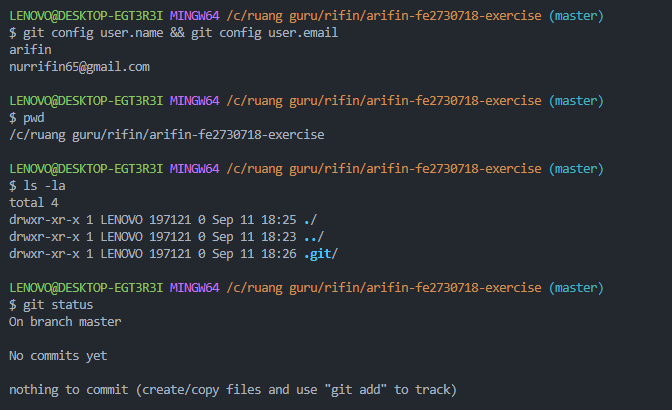 LENOVO@DESKTOP-EGT3R3I MINGW64 /c/ruang guru/rifin/arifin-fe2730718-exercise (master)
$ git config user.name && git config user.email
arifin
nurrifin65@gmail.com
LENOVO@DESKTOP-EGT3R3I MINGW64 /c/ruang guru/rifin/arifin-fe2730718-exercise (master)
$ pwd
/c/ruang guru/rifin/arifin-fe2730718-exercise
LENOVO@DESKTOP-EGT3R3I MINGW64 /c/ruang guru/rifin/arifin-fe2730718-exercise (master)
$ ls -la
total 4
drwxr-xr-x 1 LENOVO 197121 0 Sep 11 18:25 ./
drwxr-xr-x 1 LENOVO 197121 0 Sep 11 18:23 ../
drwxr-xr-x 1 LENOVO 197121 0 Sep 11 18:26 .git/
LENOVO@DESKTOP-EGT3R3I MINGW64 /c/ruang guru/rifin/arifin-fe2730718-exercise (master)
$ git status
On branch master
No commits yet
nothing to commit (create/copy files and use "git add" to track)